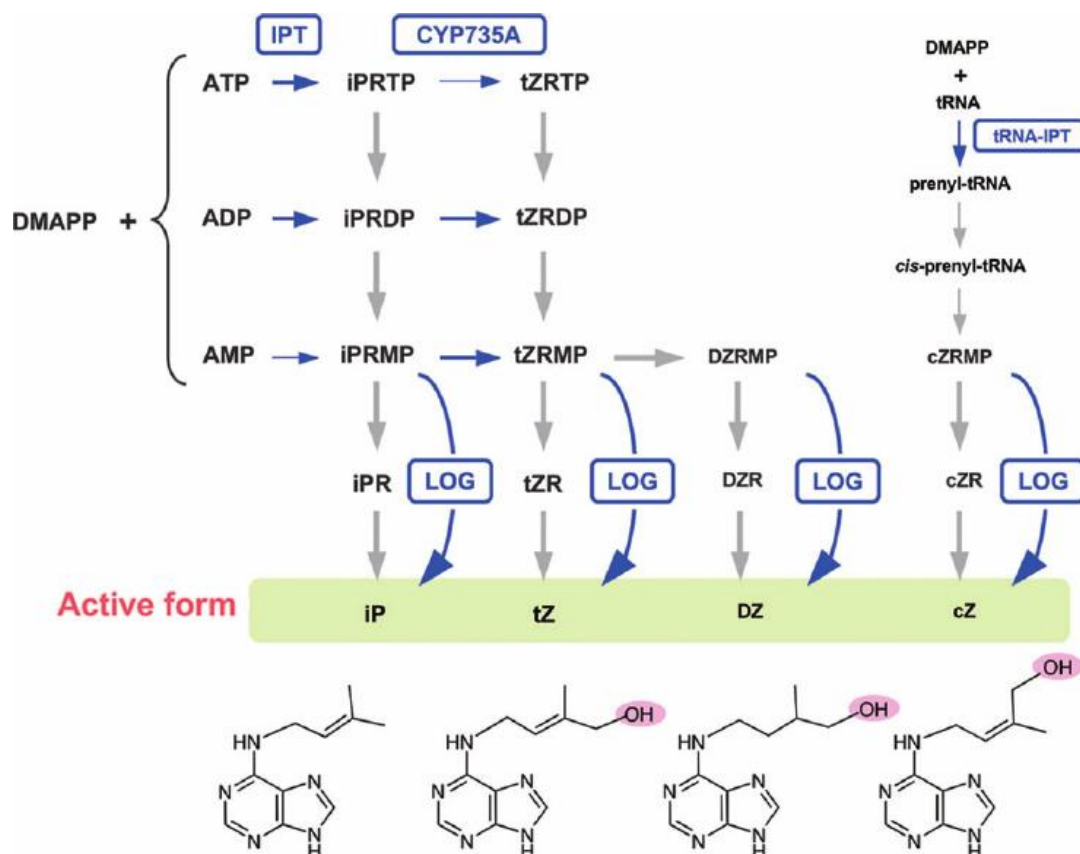 IPT
CYP735A
DMAPP
+
tRNA
tRNA-IPT
ATP
iPRTP
tZRTP
prenyl-tRNA
DMAPP +
ADP
iPRDP
tZRDP
cis-prenyl-tRNA
AMP
iPRMP
tZRMP
DZRMP
cZRMP
iPR
LOG
tZR
LOG
DZR
LOG
cZR
LOG
Active form
iP
tZ
DZ
cZ
OH
OH
OH
HN
HN
HN
HN
N
N
N
N
H
N
N
N
N
H
N
N
N
N
H
N
N
N
N
H